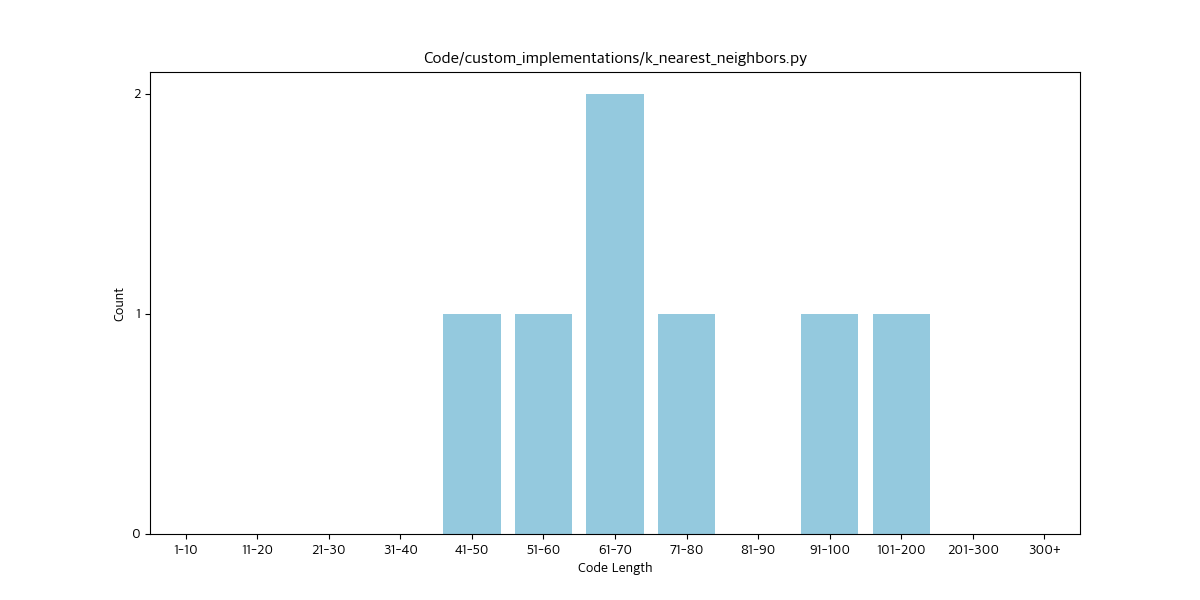 Code/custom_implementations/k_nearest_neighbors.py
2
1
0
Count
1-10 11-20 21-30 31-40 41-50 51-60 61-70 71-80 81-90 91-100 101-200 201-300 300+
Code Length